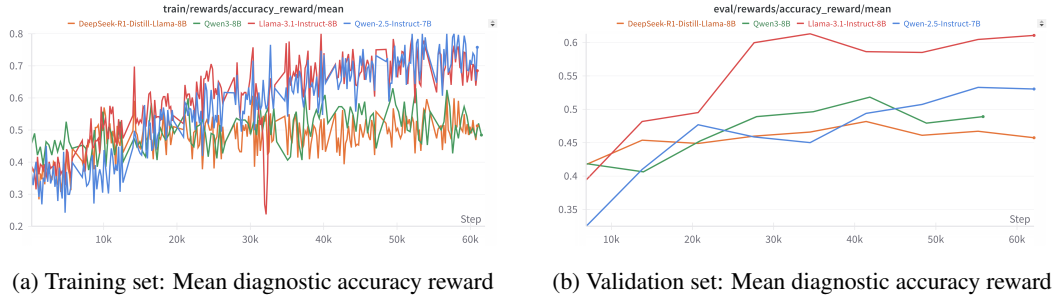 train/rewards/accuracy_reward/mean
DeepSeek-R1-Distill-Llama-8B Qwen3-8B Llama-3.1-Instruct-8B Qwen-2.5-Instruct-7B
0.8
0.7
0.6
0.5
0.4
0.3
0.2
Step
10k 20k 30k 40k 50k 60k
(a) Training set: Mean diagnostic accuracy reward
eval/rewards/accuracy_reward/mean
DeepSeek-R1-Distill-Llama-8B Qwen3-8B Llama-3.1-Instruct-8B Qwen-2.5-Instruct-7B
0.6
0.55
0.5
0.45
0.4
0.35
Step
10k 20k 30k 40k 50k 60k
(b) Validation set: Mean diagnostic accuracy reward